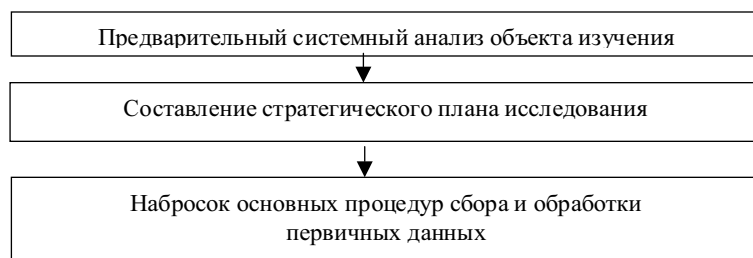 Предварительный системный анализ объекта изучения
Составление стратегического плана исследования
Набросок основных процедур сбора и обработки
первичных данных